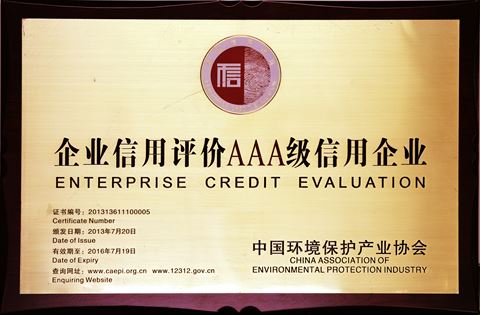 信
企业信用评价AAA级信用企业
ENTERPRISE CREDIT EVALUATION
证书编号：201313611100005
Certificate Number
颁发日期：2013年7月20日
Date of Issue
有效期至：2016年7月19日
Date of Expiry
查询网址：www.caepi.org.cn www.12312.gov.cn
Enquiring Website
中国环境保护产业协会
CHINA ASSOCIATION OF
ENVIRONMENTAL PROTECTION INDUSTRY